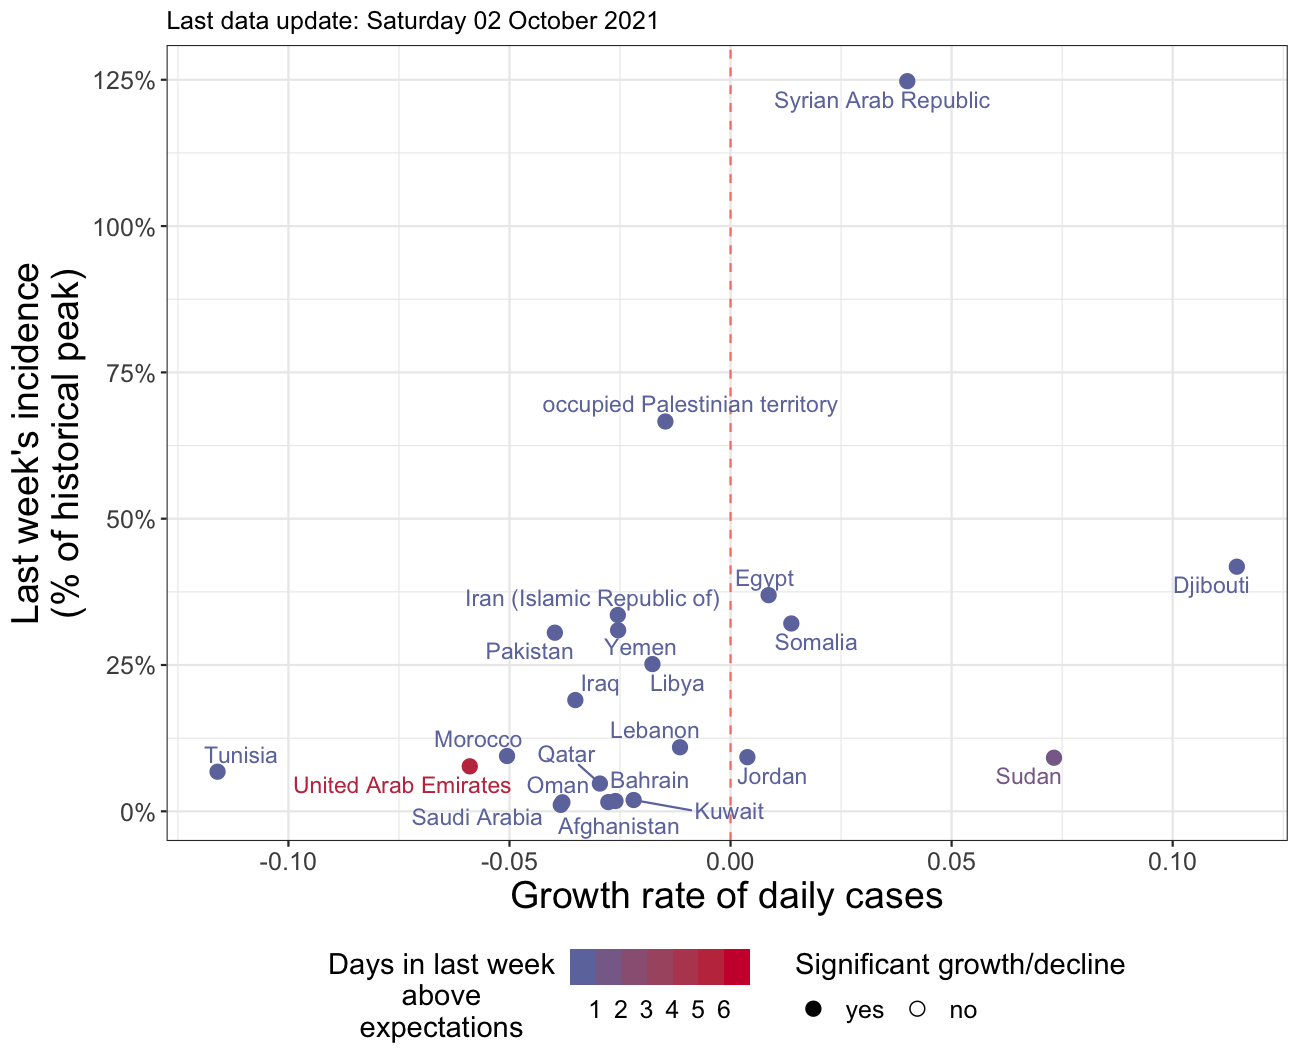 Last data update: Saturday 02 October 2021
Last week's incidence
(% of historical peak)
125%
100%
75%
50%
25%
0%
Syrian Arab Republic
occupied Palestinian territory
Djibouti
Egypt
Iran (Islamic Republic of)
Somalia
Pakistan
Yemen
Iraq
Libya
Lebanon
Morocco
Tunisia
Qatar
United Arab Emirates
Oman
Bahrain
Jordan
Sudan
Saudi Arabia
Kuwait
Afghanistan
-0.10
-0.05
0.00
0.05
0.10
Growth rate of daily cases
Days in last week
above
expectations
1 2 3 4 5 6
Significant growth/decline
yes
no